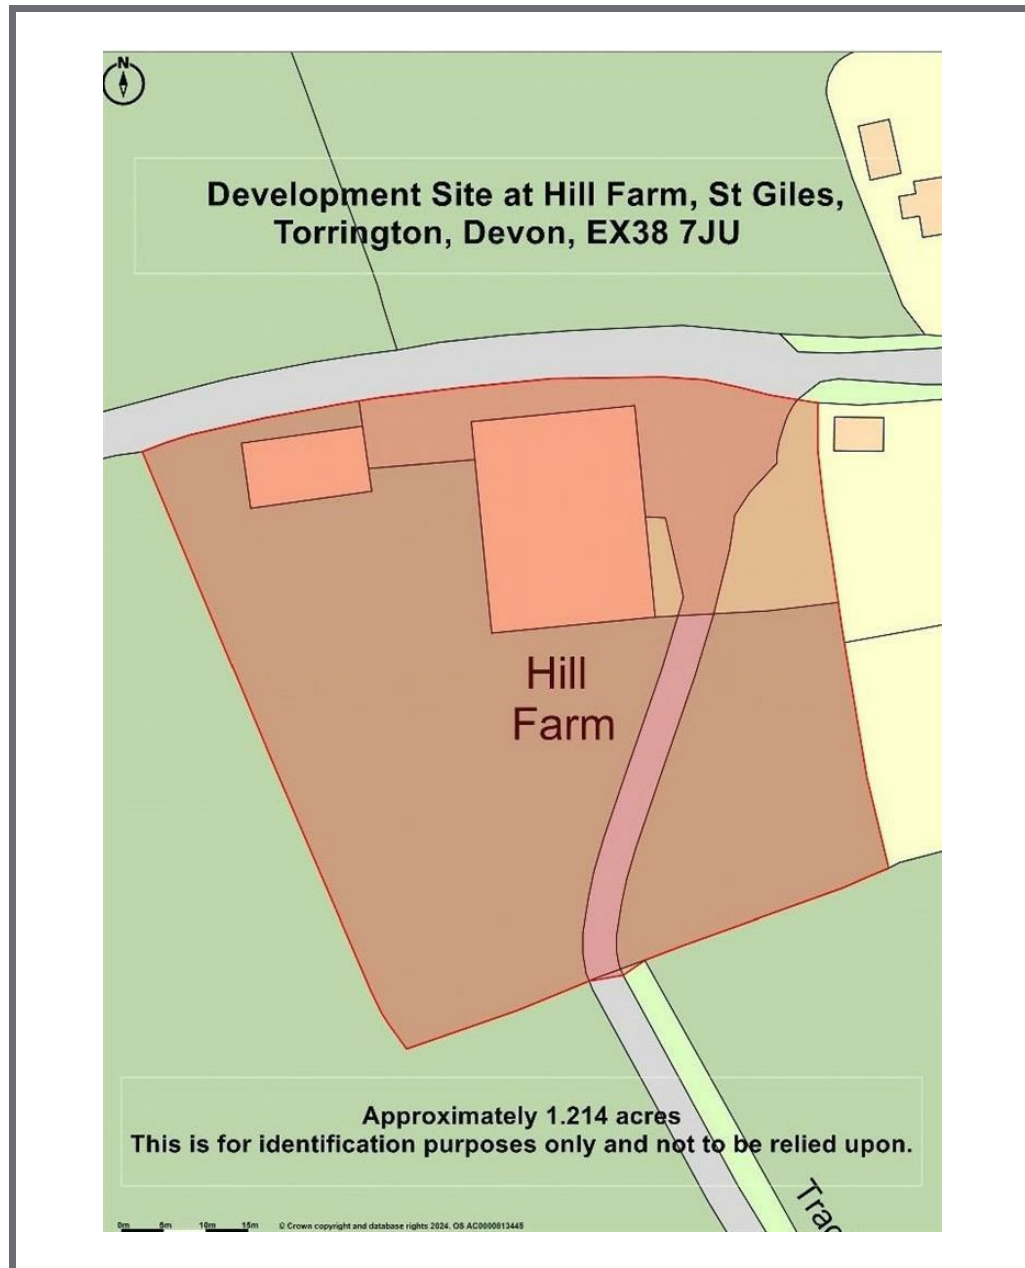 N
Development Site at Hill Farm, St Giles,
Torrington, Devon, EX38 7JU
Hill
Farm
Approximately 1.214 acres
This is for identification purposes only and not to be relied upon.
0m 5m 10m 15m © Crown copyright and database rights 2024. OS AC0000813445